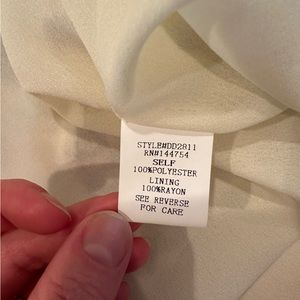 STYLE#DD2811
RN#144754
SELF
100%POLYESTER
LINING
100%RAYON
SEE REVERSE
FOR CARE